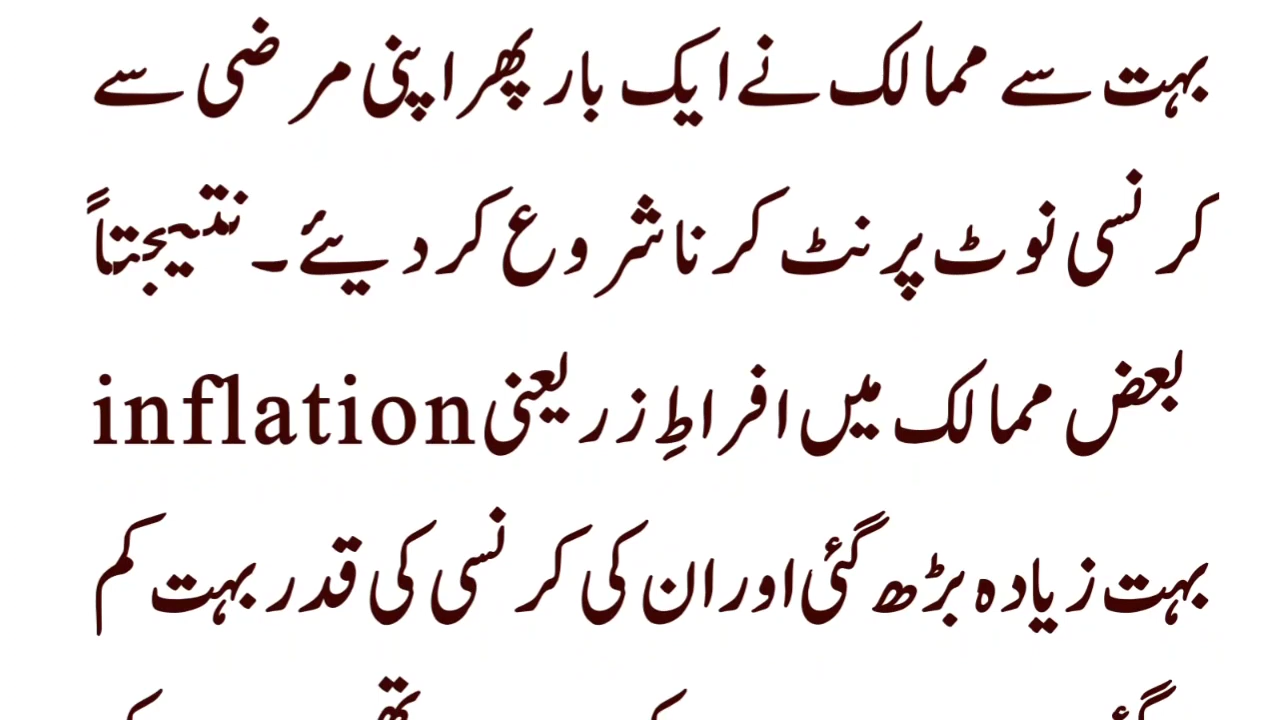 بہت سے ممالک نے ایک بار پھر اپنی مرضی سے
کرنسی نوٹ پرنٹ کرنا شروع کر دیئے۔ نتیجتاً
بعض ممالک میں افراطِ زر یعنی inflation
بہت زیادہ بڑھ گئی اور ان کی کرنسی کی قدر بہت کم